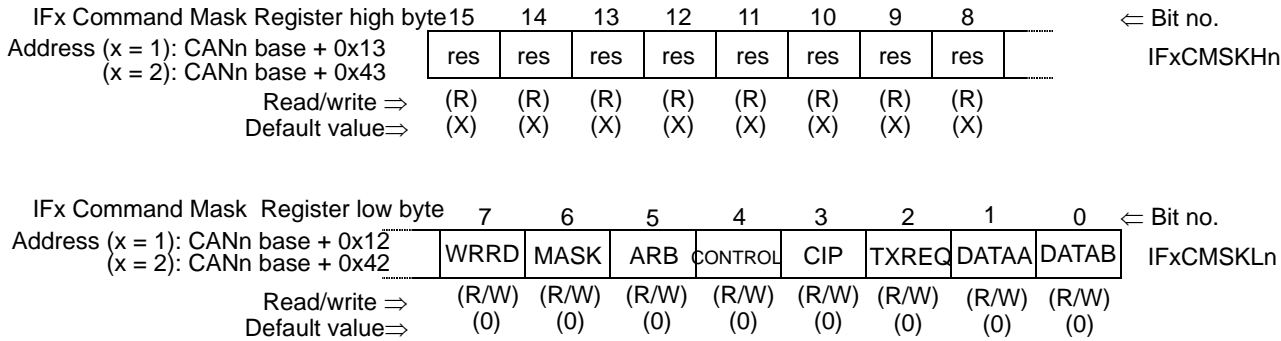 IFx Command Mask Register high byte 15 14 13 12 11 10 9 8 ⇐ Bit no.
Address (x = 1): CANn base + 0x13
(x = 2): CANn base + 0x43
res res res res res res res res IFxCMSKHn
Read/write ⇒ (R) (R) (R) (R) (R) (R) (R) (R)
Default value⇒ (X) (X) (X) (X) (X) (X) (X) (X)
IFx Command Mask Register low byte 7 6 5 4 3 2 1 0 ⇐ Bit no.
Address (x = 1): CANn base + 0x12
(x = 2): CANn base + 0x42
WRRD MASK ARB CONTROL CIP TXREQ DATAA DATAB IFxCMSKLn
Read/write ⇒ (R/W) (R/W) (R/W) (R/W) (R/W) (R/W) (R/W) (R/W)
Default value⇒ (0) (0) (0) (0) (0) (0) (0) (0)